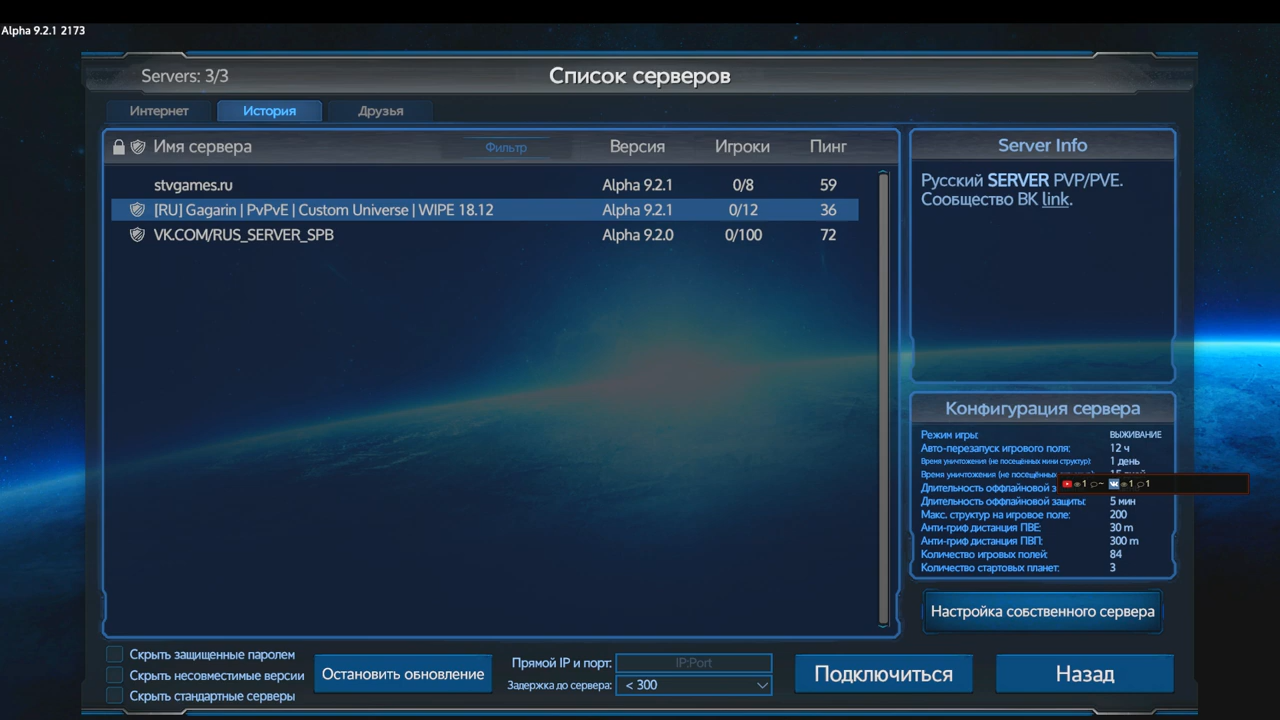 Alpha 9.2.1 2173
Servers: 3/3
Список серверов
Интернет История Друзья
Имя сервера Фильтр Версия Игроки Пинг
stvgames.ru Alpha 9.2.1 0/8 59
[RU] Gagarin | PvPvE | Custom Universe | WIPE 18.12 Alpha 9.2.1 0/12 36
VK.COM/RUS_SERVER_SPB Alpha 9.2.0 0/100 72
Server Info
Русский SERVER PVP/PVE.
Сообщество ВК link.
Конфигурация сервера
Режим игры: ВЫЖИВАНИЕ
Авто-перезапуск игрового поля: 12 ч
Время уничтожения (не посещённых мини структур): 1 день
Время уничтожения (не посещённых
Длительность оффлайновой
1 ~ 1 1
Длительность оффлайновой защиты: 5 мин
Макс. структур на игровое поле: 200
Анти-гриф дистанция ПВЕ: 30 m
Анти-гриф дистанция ПВП: 300 m
Количество игровых полей: 84
Количество стартовых планет: 3
Настройка собственного сервера
Скрыть защищенные паролем
Скрыть несовместимые версии
Скрыть стандартные серверы
Остановить обновление
Прямой IP и порт: IP:Port
Задержка до сервера: < 300
Подключиться
Назад